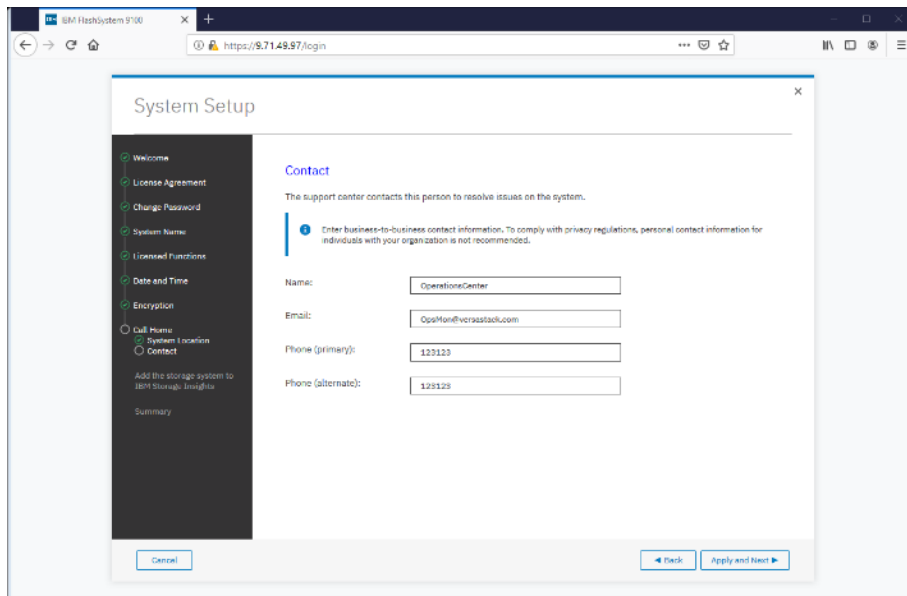 IBM FlashSystem 9100
https://9.71.49.97/login
System Setup
Welcome
License Agreement
Change Password
System Name
Licensed Functions
Date and Time
Encryption
Call Home
System Location
Contact
Add the storage system to
IBM Storage Insights
Summary
Contact
The support center contacts this person to resolve issues on the system.
Enter business-to-business contact information. To comply with privacy regulations, personal contact information for
individuals with your organization is not recommended.
Name:
OperationsCenter
Email:
OpsMon@versastack.com
Phone (primary):
123123
Phone (alternate):
123123
Cancel
Back
Apply and Next